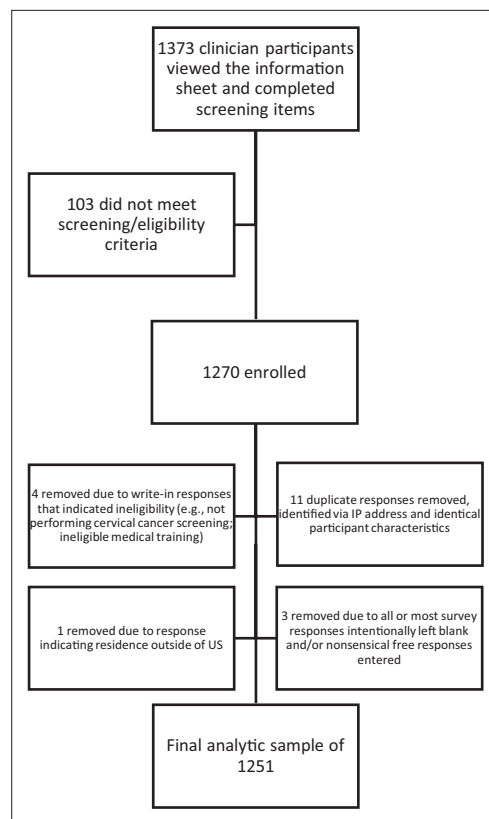 1373 clinician participants
viewed the information
sheet and completed
screening items
103 did not meet
screening/eligibility
criteria
1270 enrolled
4 removed due to write-in responses
that indicated ineligibility (e.g., not
performing cervical cancer screening;
ineligible medical training)
11 duplicate responses removed,
identified via IP address and identical
participant characteristics
1 removed due to response
indicating residence outside of US
3 removed due to all or most survey
responses intentionally left blank
and/or nonsensical free responses
entered
Final analytic sample of
1251